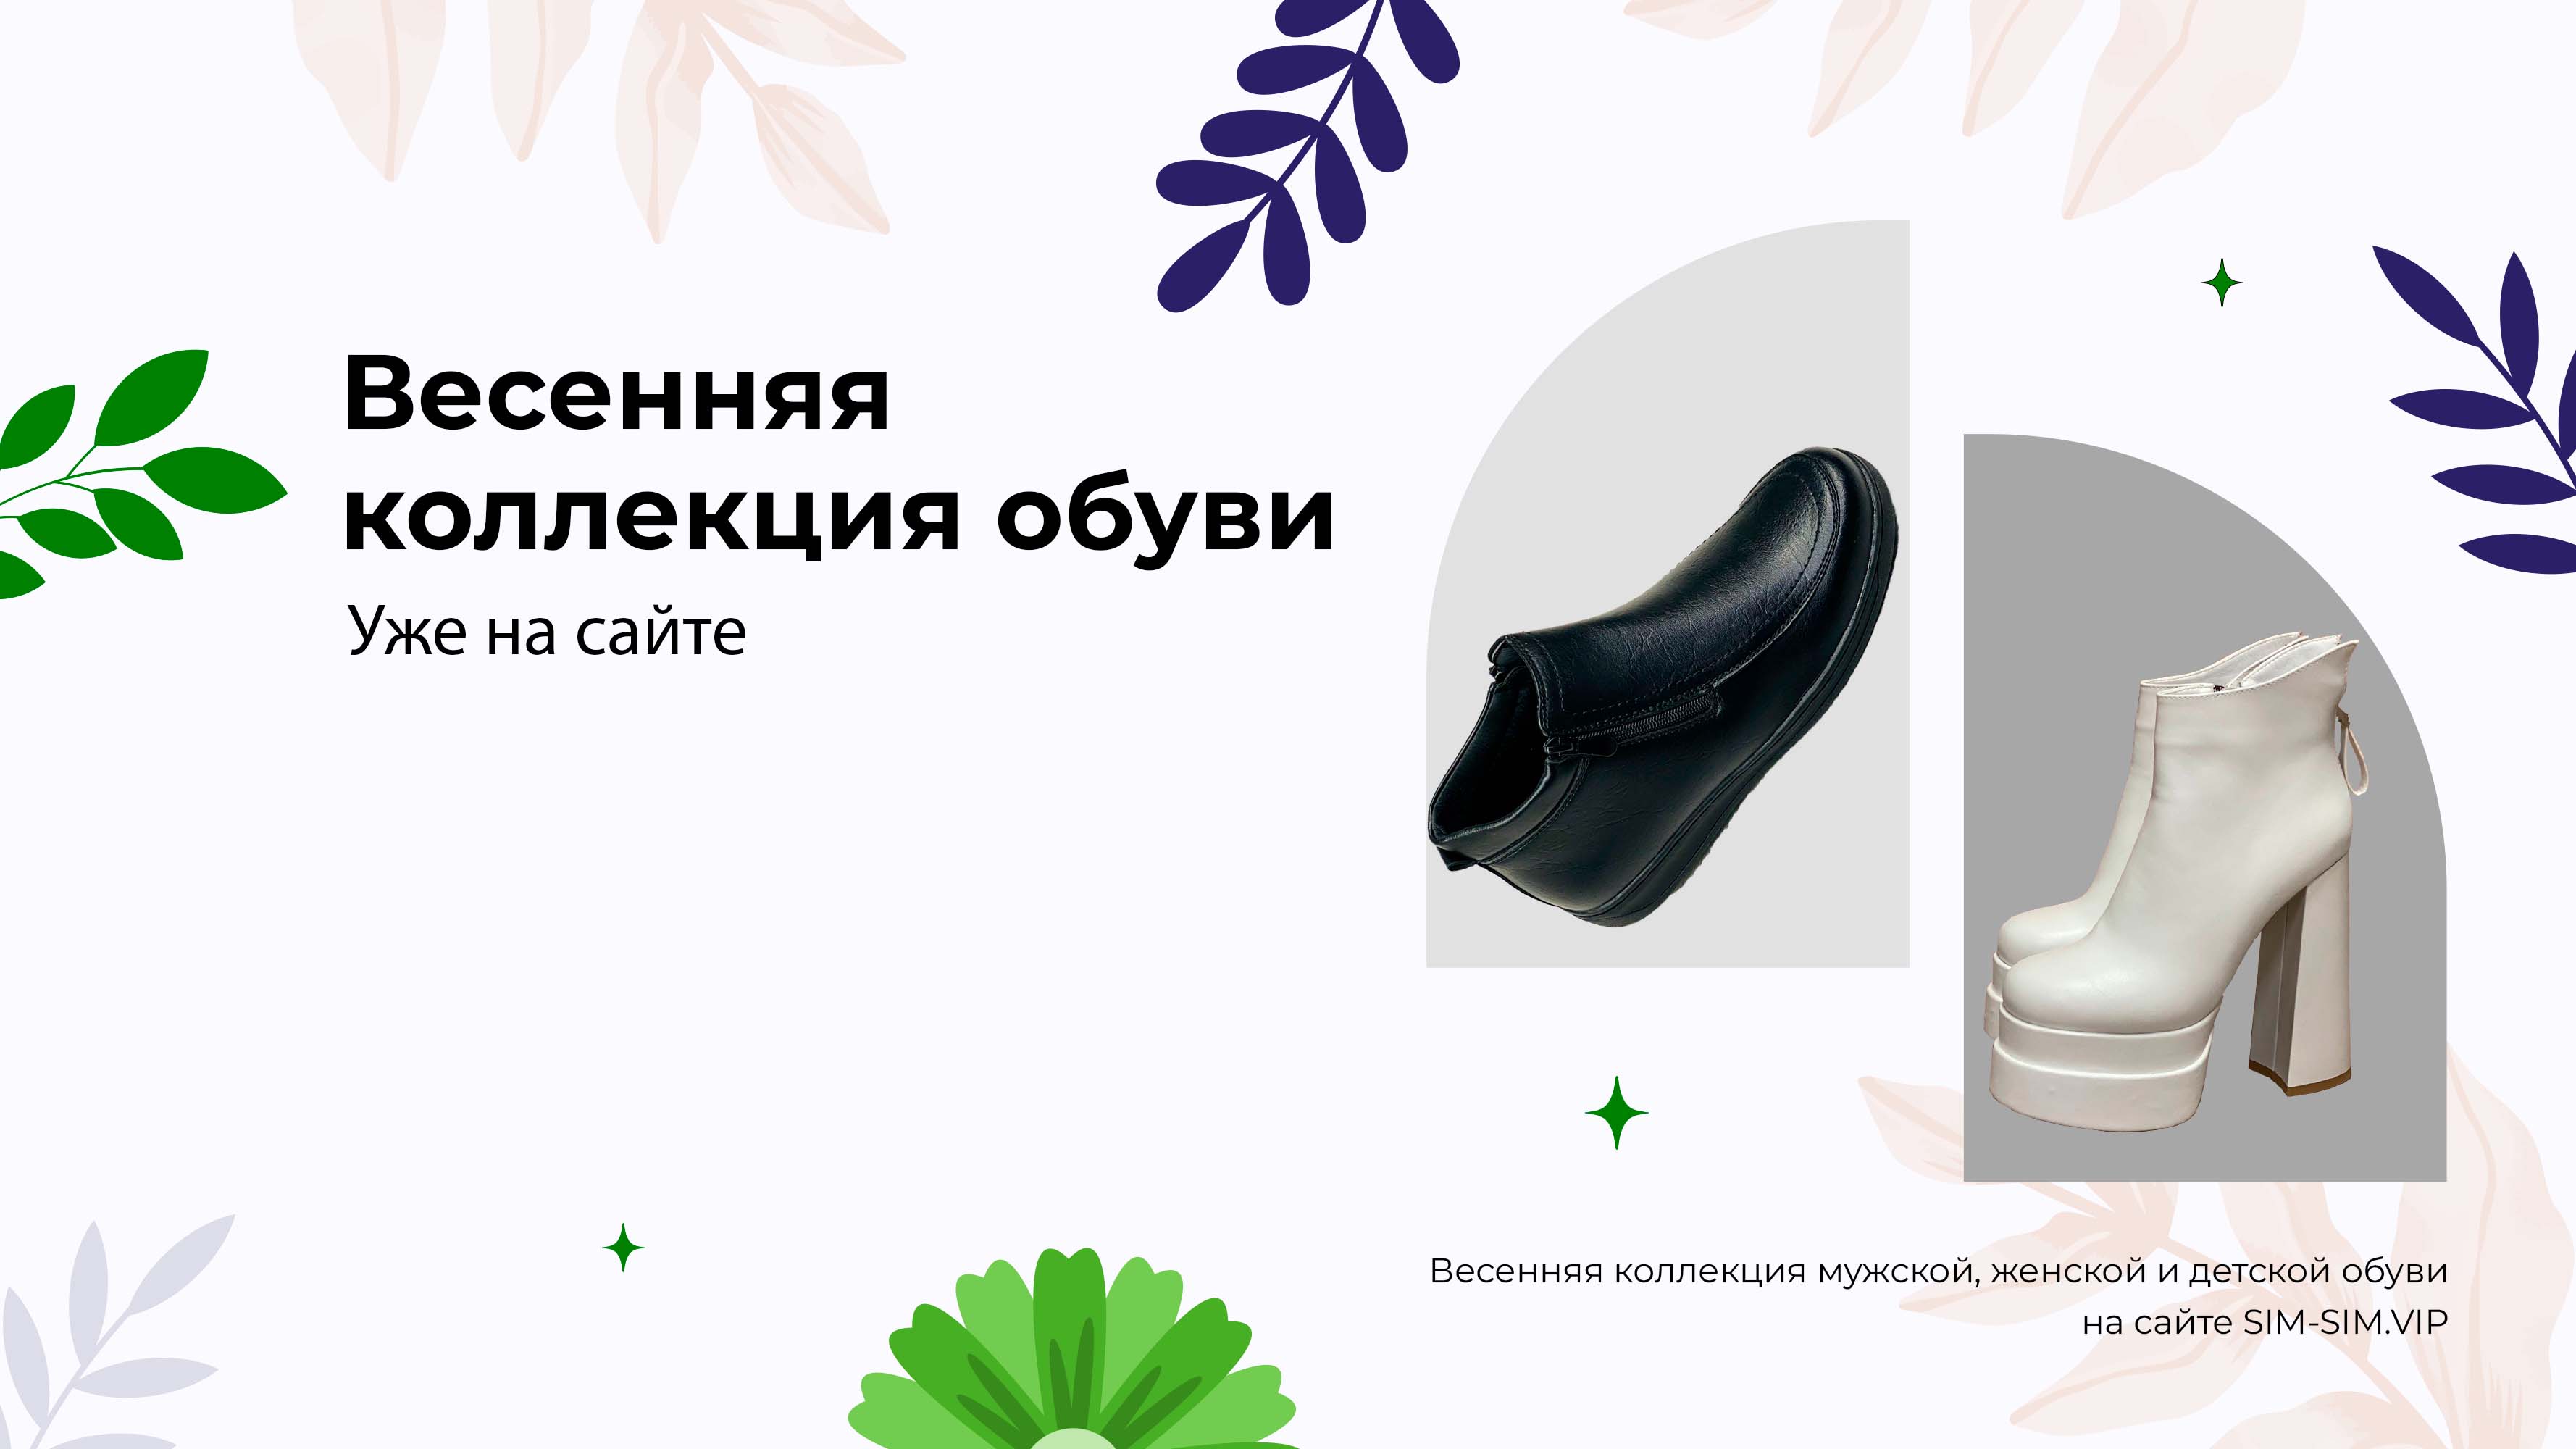 Весенняя
коллекция обуви
Уже на сайте
Весенняя коллекция мужской, женской и детской обуви
на сайте SIM-SIM.VIP